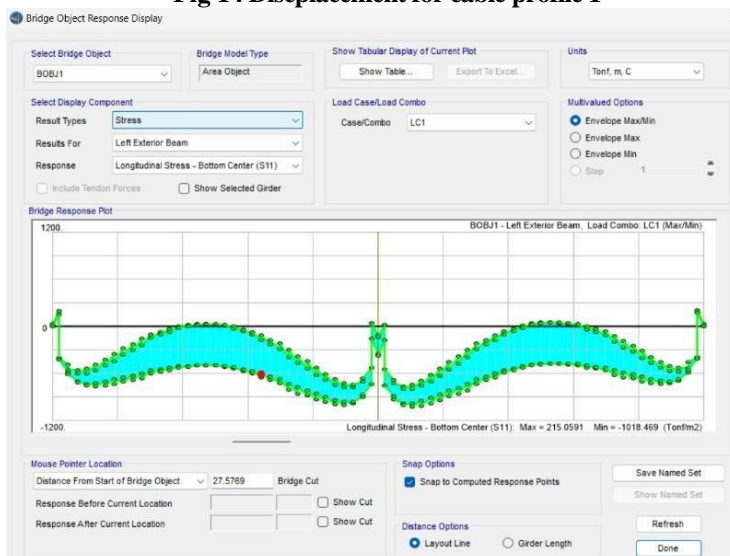 Fig 14 Diseplacement for cable profile 1
Bridge Object Response Display
Select Bridge Object
BOBJ1
Bridge Model Type
Area Object
Show Tabular Display of Current Plot
Show Table...
Export To Excel...
Units
Tonf, m, C
Select Display Component
Result Types Stress
Results For Left Exterior Beam
Response Longitudinal Stress - Bottom Center (S11)
Include Tendon Forces Show Selected Girder
Load Case/Load Combo
Case/Combo LC1
Multivalued Options
Envelope Max/Min
Envelope Max
Envelope Min
Step 1
Bridge Response Plot
1200.
BOBJ1 - Left Exterior Beam, Load Combo: LC1 (Max/Min)
0
-1200.
Longitudinal Stress - Bottom Center (S11): Max = 215.0591 Min = -1018.469 (Tonf/m2)
Mouse Pointer Location
Distance From Start of Bridge Object 27.5769 Bridge Cut
Response Before Current Location Show Cut
Response After Current Location Show Cut
Snap Options
Snap to Computed Response Points
Distance Options
Layout Line Girder Length
Save Named Set
Show Named Set
Refresh
Done